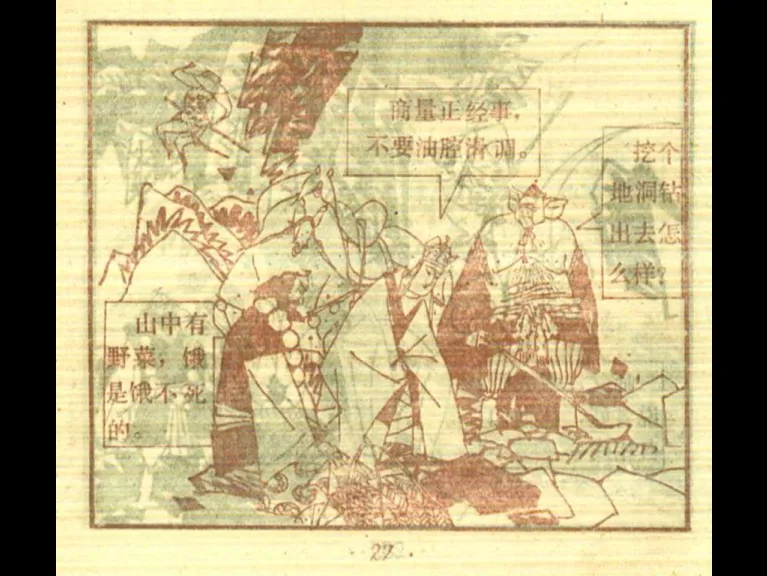 商量正经事，
不要油腔滑调。
挖个
地洞钻
出去怎
么样？
山中有
野菜，饿
是饿不死
的。